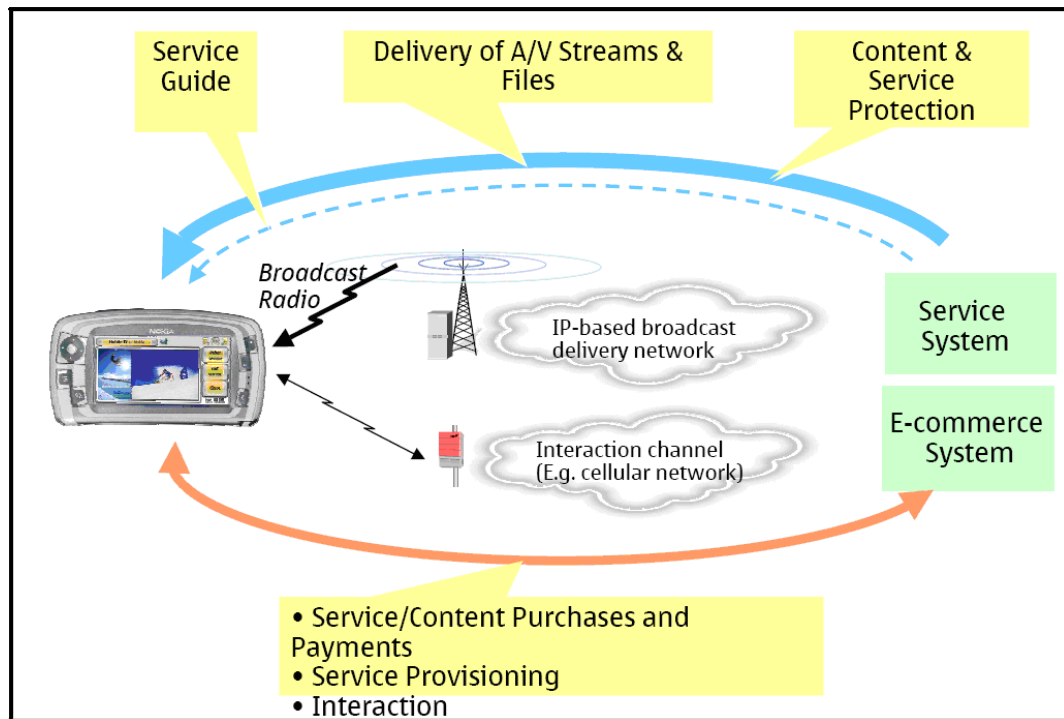 Service
Guide
Delivery of A/V Streams &
Files
Content &
Service
Protection
Broadcast
Radio
NOKIA
IP-based broadcast
delivery network
Service
System
Interaction channel
(E.g. cellular network)
E-commerce
System
• Service/Content Purchases and
Payments
• Service Provisioning
• Interaction